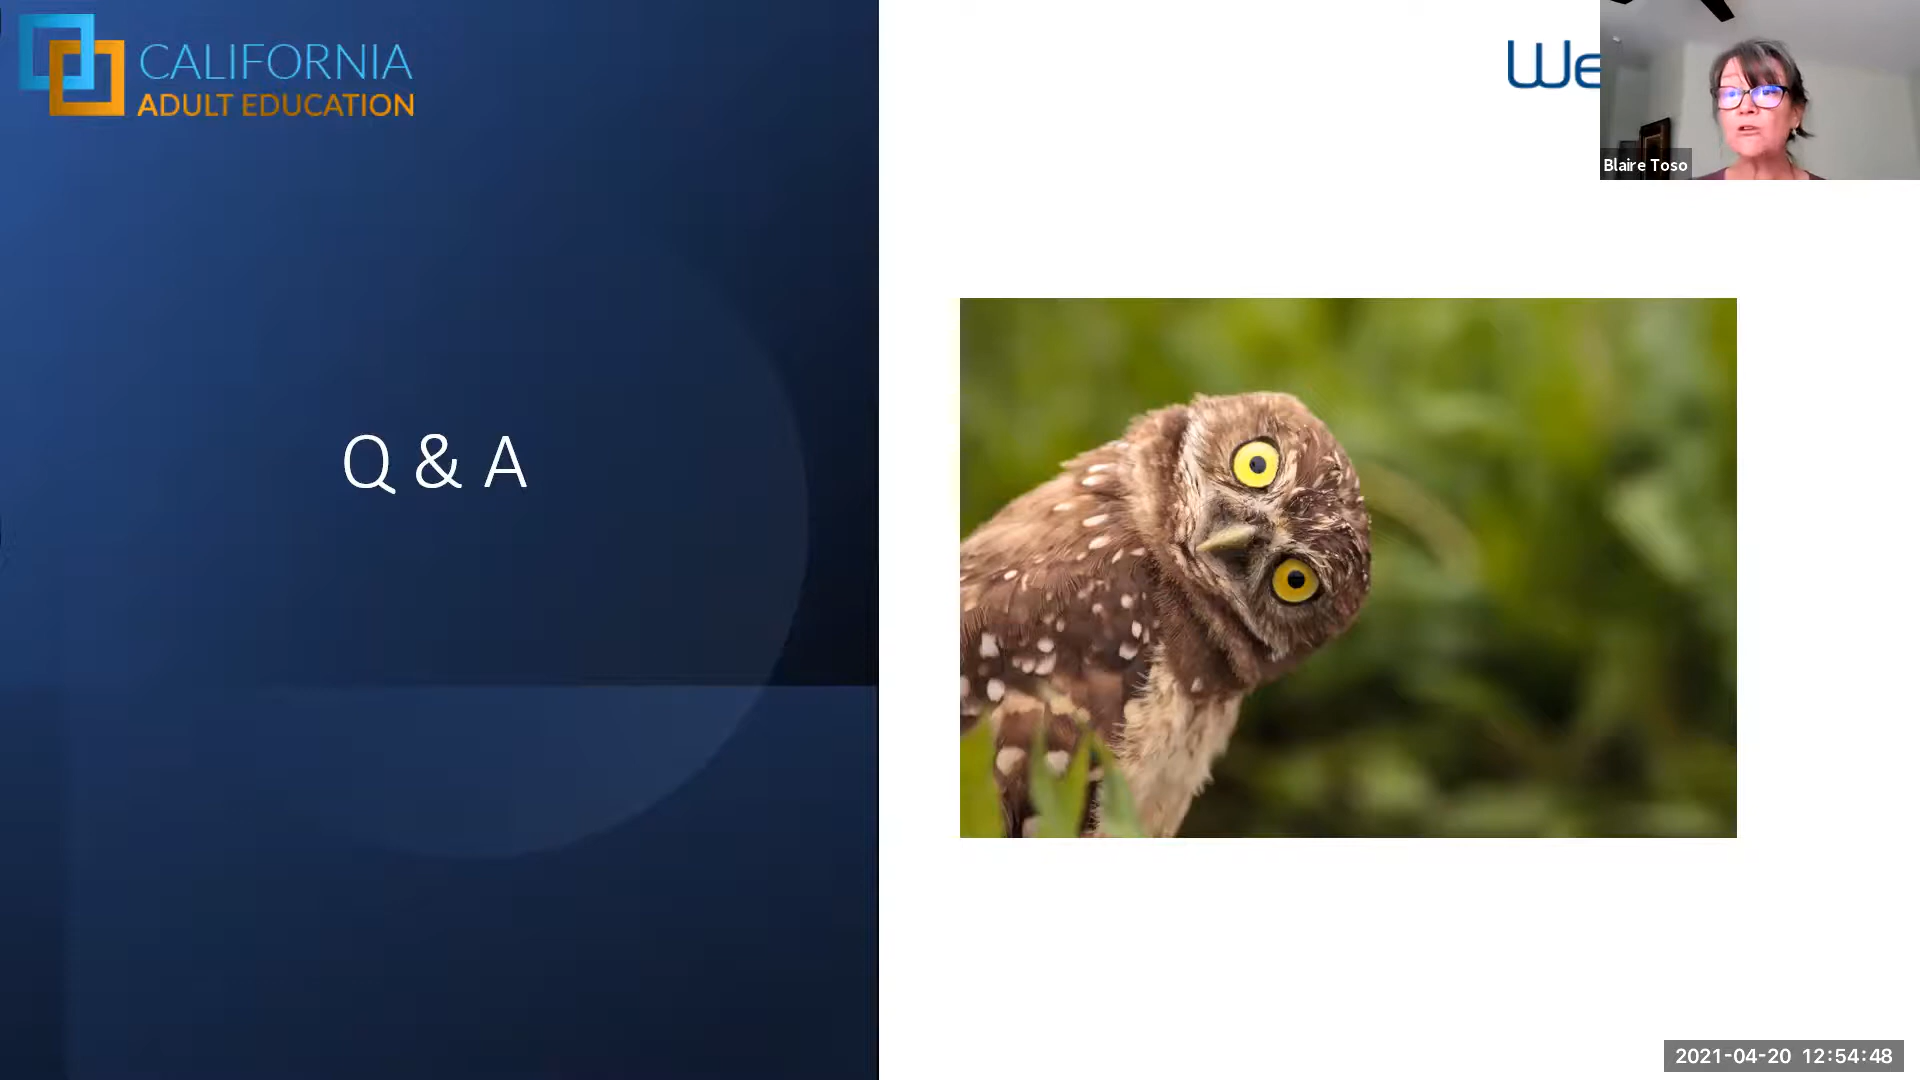 CALIFORNIA
ADULT EDUCATION
We
Blaire Toso
Q & A
2021-04-20 12:54:48